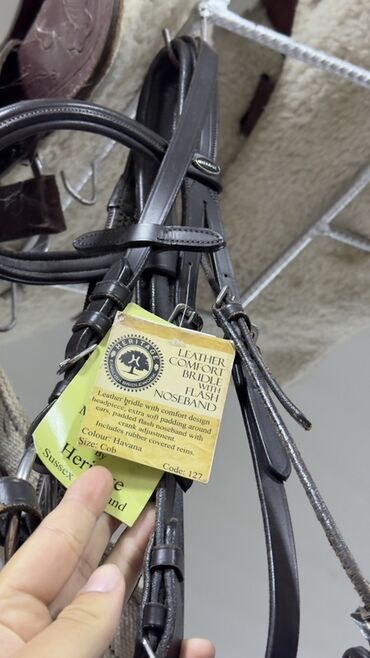 HERITAGE
LEATHER
COMFORT
BRIDLE
WITH
FLASH
NOSEBAND
Leather bridle with comfort design
headpiece, extra soft padding around
ears, padded flash noseband with
crank adjustment.
Includes rubber covered reins.
Colour: Havana
Size: Cob
Code: 127
Sussex